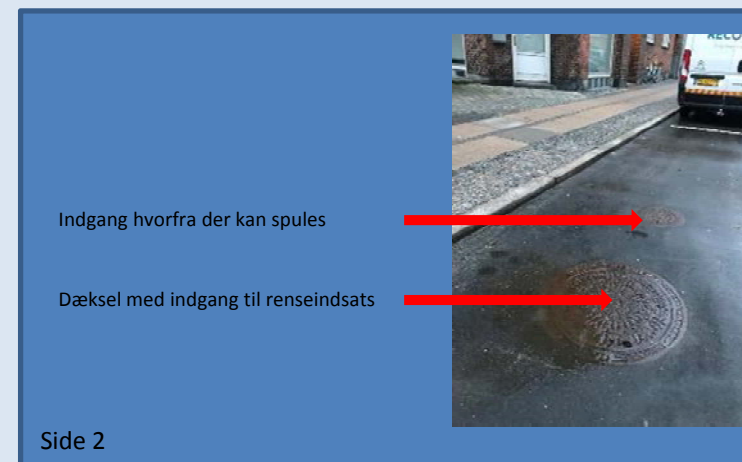 Indgang hvorfra der kan spules
Dæksel med indgang til renseindsats
Side 2